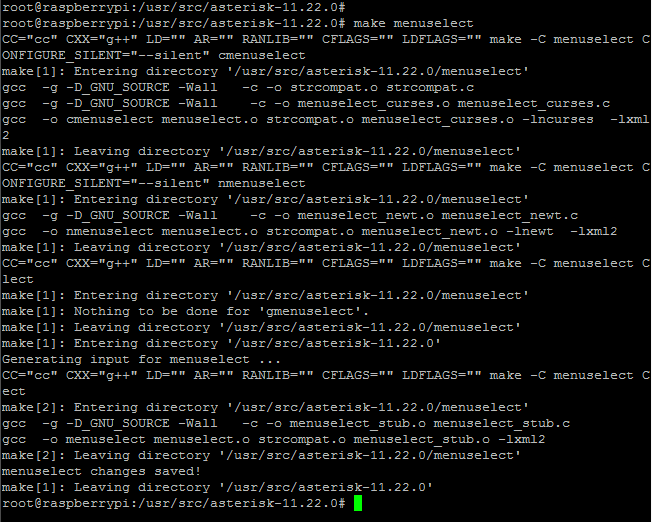 root@raspberrypi:/usr/src/asterisk-11.22.0#
root@raspberrypi:/usr/src/asterisk-11.22.0# make menuselect
CC="cc" CXX="g++" LD="" AR="" RANLIB="" CFLAGS="" LDFLAGS="" make -C menuselect C
ONFIGURE_SILENT="--silent" cmenuselect
make[1]: Entering directory '/usr/src/asterisk-11.22.0/menuselect'
gcc  -g -D_GNU_SOURCE -Wall   -c -o strcompat.o strcompat.c
gcc  -g -D_GNU_SOURCE -Wall   -c -o menuselect_curses.o menuselect_curses.c
gcc  -o cmenuselect menuselect.o strcompat.o menuselect_curses.o -lncurses  -lxml
2
make[1]: Leaving directory '/usr/src/asterisk-11.22.0/menuselect'
CC="cc" CXX="g++" LD="" AR="" RANLIB="" CFLAGS="" LDFLAGS="" make -C menuselect C
ONFIGURE_SILENT="--silent" nmenuselect
make[1]: Entering directory '/usr/src/asterisk-11.22.0/menuselect'
gcc  -g -D_GNU_SOURCE -Wall   -c -o menuselect_newt.o menuselect_newt.c
gcc  -o nmenuselect menuselect.o strcompat.o menuselect_newt.o -lnewt  -lxml2
make[1]: Leaving directory '/usr/src/asterisk-11.22.0/menuselect'
CC="cc" CXX="g++" LD="" AR="" RANLIB="" CFLAGS="" LDFLAGS="" make -C menuselect C
lect
make[1]: Entering directory '/usr/src/asterisk-11.22.0/menuselect'
make[1]: Nothing to be done for 'gmenuselect'.
make[1]: Leaving directory '/usr/src/asterisk-11.22.0/menuselect'
make[1]: Entering directory '/usr/src/asterisk-11.22.0'
Generating input for menuselect ...
CC="cc" CXX="g++" LD="" AR="" RANLIB="" CFLAGS="" LDFLAGS="" make -C menuselect C
ect
make[2]: Entering directory '/usr/src/asterisk-11.22.0/menuselect'
gcc  -g -D_GNU_SOURCE -Wall   -c -o menuselect_stub.o menuselect_stub.c
gcc  -o menuselect menuselect.o strcompat.o menuselect_stub.o -lxml2
make[2]: Leaving directory '/usr/src/asterisk-11.22.0/menuselect'
menuselect changes saved!
make[1]: Leaving directory '/usr/src/asterisk-11.22.0'
root@raspberrypi:/usr/src/asterisk-11.22.0#